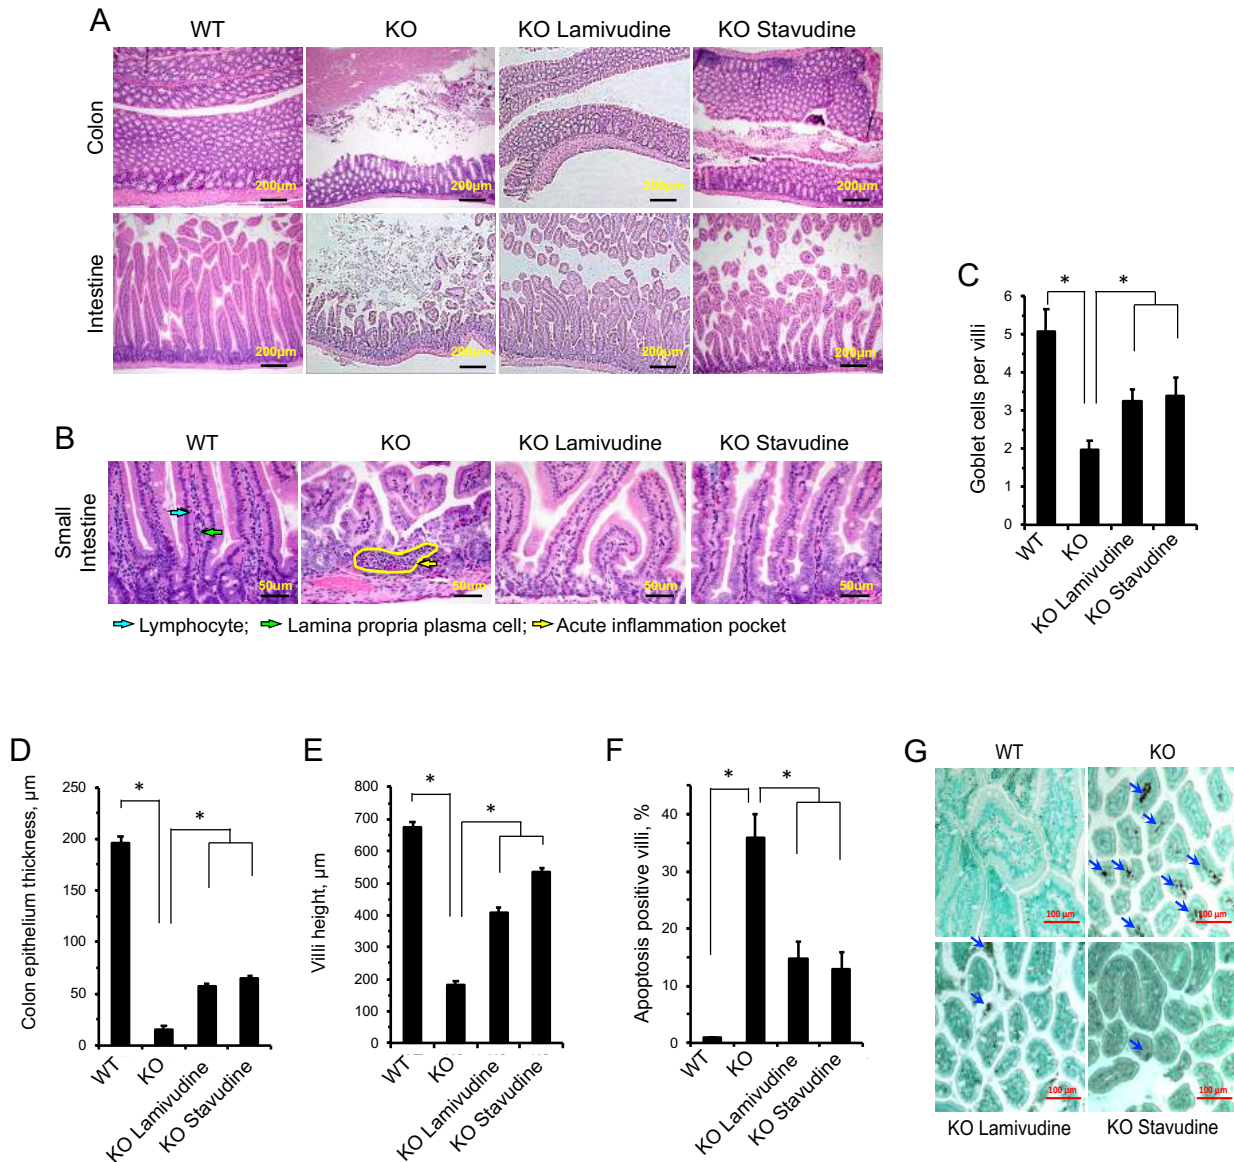 A
WT KO KO Lamivudine KO Stavudine
Colon
200μm 200μm 200μm 200μm
Intestine
200μm 200μm 200μm 200μm
B
WT KO KO Lamivudine KO Stavudine
Small
Intestine
50um 50um 50um 50um
Lymphocyte; Lamina propria plasma cell; Acute inflammation pocket
C
* *
Goblet cells per villi
6
5
4
3
2
1
0
WT KO KO Lamivudine KO Stavudine
D
* *
Colon epithelium thickness, μm
250
200
150
100
50
0
WT KO KO Lamivudine KO Stavudine
E
* *
Villi height, μm
800
700
600
500
400
300
200
100
0
WT KO KO Lamivudine KO Stavudine
F
* *
Apoptosis positive villi, %
40
30
20
10
0
WT KO KO Lamivudine KO Stavudine
G
WT KO
100 μm 100 μm
100 μm 100 μm
KO Lamivudine KO Stavudine